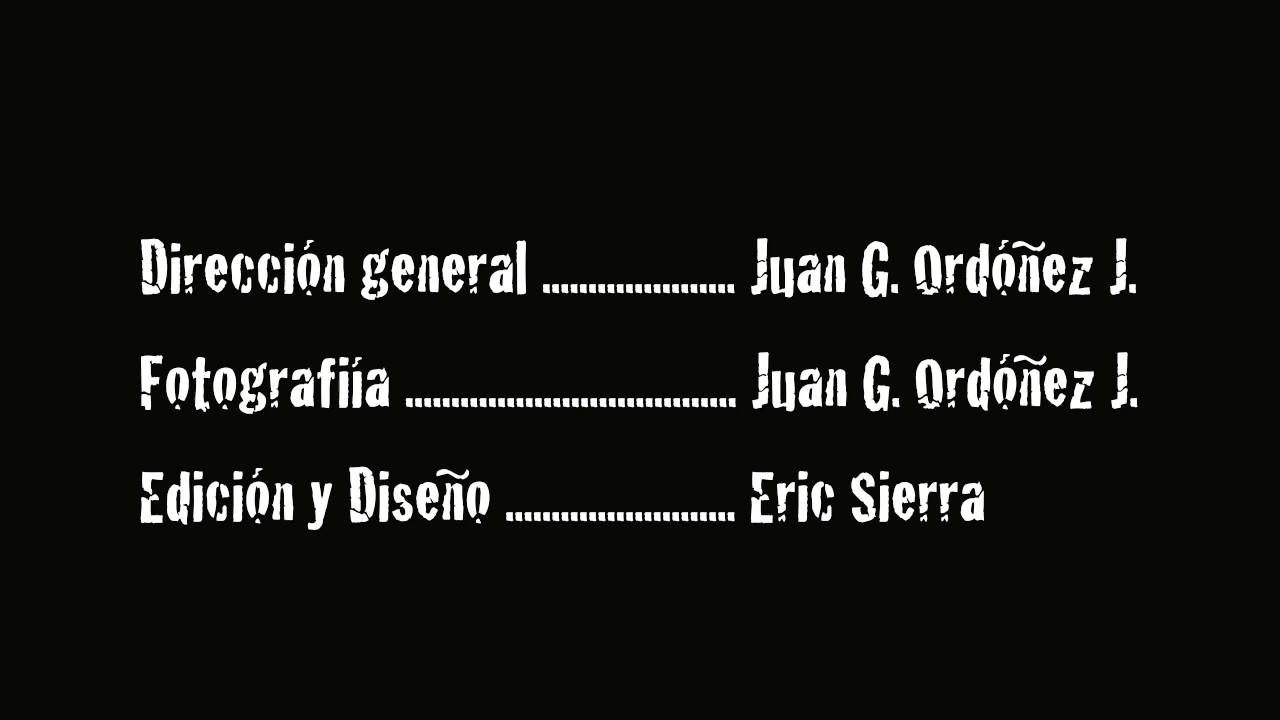 Dirección general ..................... Juan G. Ordóñez J.
Fotografiía .................................... Juan G. Ordóñez J.
Edición y Diseño ......................... Eric Sierra